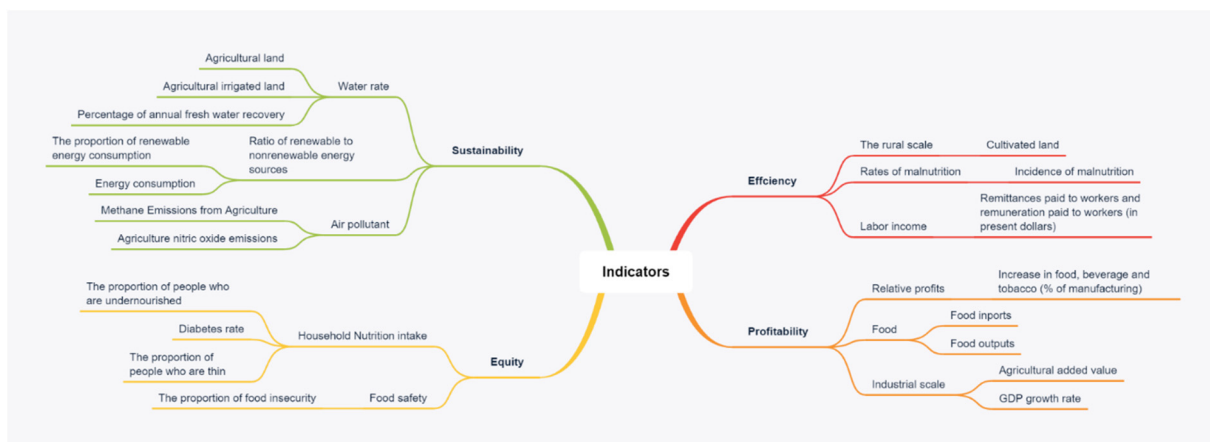 Indicators
Sustainability
Water rate
Agricultural land
Agricultural irrigated land
Percentage of annual fresh water recovery
Ratio of renewable to
nonrenewable energy
sources
The proportion of renewable
energy consumption
Energy consumption
Air pollutant
Methane Emissions from Agriculture
Agriculture nitric oxide emissions
Equity
Household Nutrition intake
The proportion of people who
are undernourished
Diabetes rate
The proportion of
people who are thin
Food safety
The proportion of food insecurity
Effciency
The rural scale
Cultivated land
Rates of malnutrition
Incidence of malnutrition
Labor income
Remittances paid to workers and
remuneration paid to workers (in
present dollars)
Profitability
Relative profits
Increase in food, beverage and
tobacco (% of manufacturing)
Food
Food inports
Food outputs
Industrial scale
Agricultural added value
GDP growth rate